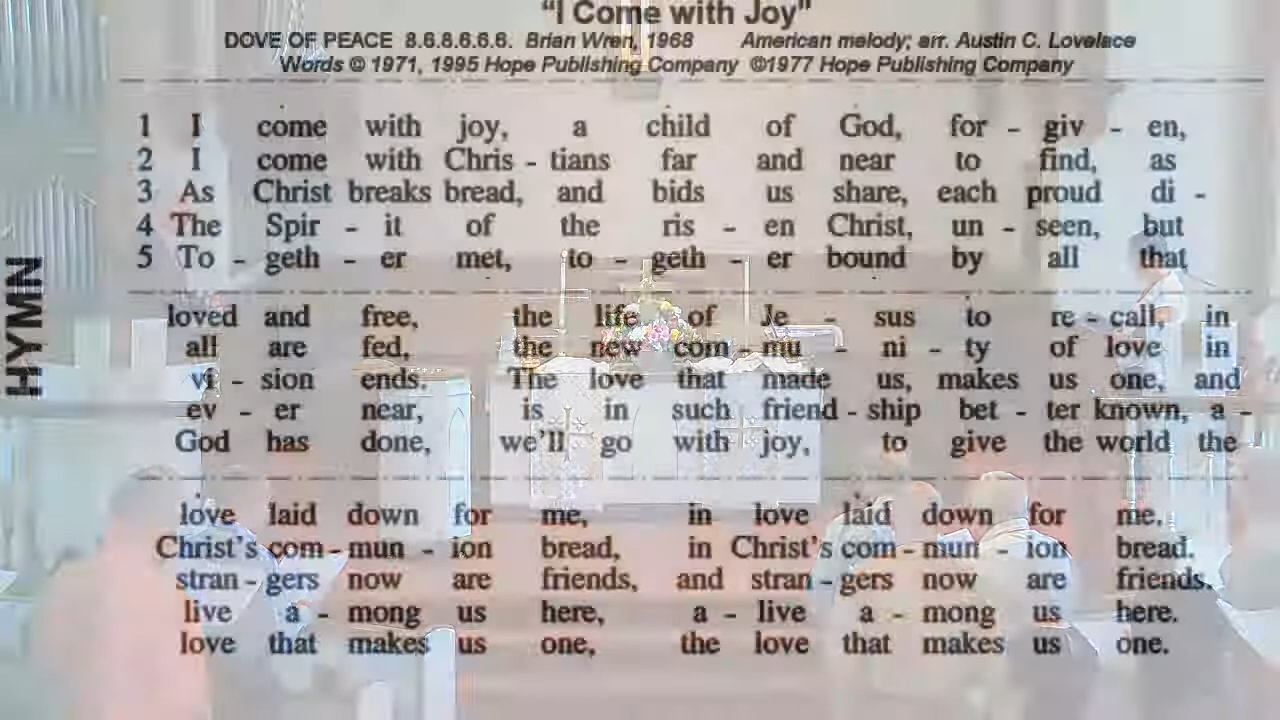 “I Come with Joy”
DOVE OF PEACE 8.6.8.6.6.6. Brian Wren, 1968 American melody; arr. Austin C. Lovelace
Words © 1971, 1995 Hope Publishing Company ©1977 Hope Publishing Company
HYMN
1 I come with joy, a child of God, for - giv - en,
2 I come with Chris - tians far and near to find, as
3 As Christ breaks bread, and bids us share, each proud di -
4 The Spir - it of the ris - en Christ, un - seen, but
5 To - geth - er met, to - geth - er bound by all that
loved and free, the life of Je - sus to re - call, in
all are fed, the new com - mu - ni - ty of love in
vi - sion ends. The love that made us, makes us one, and
ev - er near, is in such friend - ship bet - ter known, a -
God has done, we’ll go with joy, to give the world the
love laid down for me, in love laid down for me.
Christ’s com - mun - ion bread, in Christ’s com - mun - ion bread.
stran - gers now are friends, and stran - gers now are friends.
live a - mong us here, a - live a - mong us here.
love that makes us one, the love that makes us one.